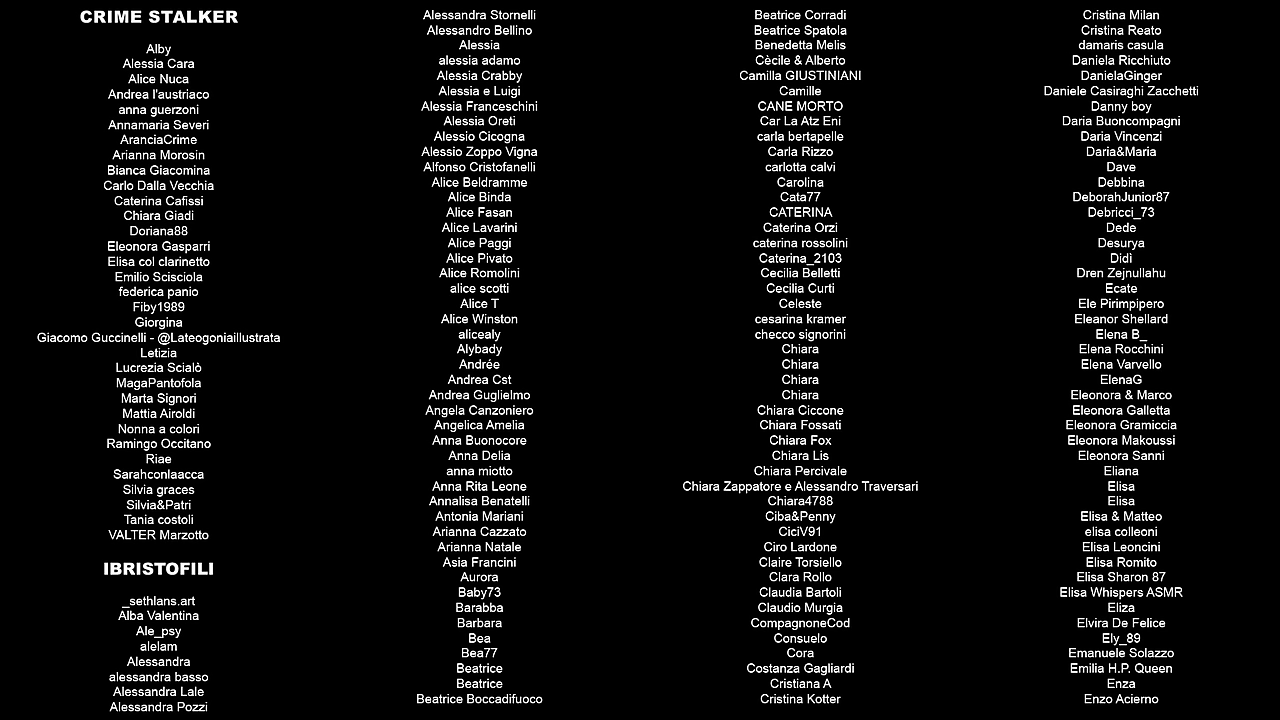 CRIME STALKER
Alby
Alessia Cara
Alice Nuca
Andrea l'austriaco
anna guerzoni
Annamaria Severi
AranciaCrime
Arianna Morosin
Bianca Giacomina
Carlo Dalla Vecchia
Caterina Cafissi
Chiara Giadi
Doriana88
Eleonora Gasparri
Elisa col clarinetto
Emilio Scisciola
federica panio
Fiby1989
Giorgina
Giacomo Guccinelli - @Lateogoniaillustrata
Letizia
Lucrezia Scialò
MagaPantofola
Marta Signori
Mattia Airoldi
Nonna a colori
Ramingo Occitano
Riae
Sarahconlaacca
Silvia graces
Silvia&Patri
Tania costoli
VALTER Marzotto
IBRISTOFILI
_sethlans.art
Alba Valentina
Ale_psy
alelam
Alessandra
alessandra basso
Alessandra Lale
Alessandra Pozzi
Alessandra Stornelli
Alessandro Bellino
Alessia
alessia adamo
Alessia Crabby
Alessia e Luigi
Alessia Franceschini
Alessia Oreti
Alessio Cicogna
Alessio Zoppo Vigna
Alfonso Cristofanelli
Alice Beldramme
Alice Binda
Alice Fasan
Alice Lavarini
Alice Paggi
Alice Pivato
Alice Romolini
alice scotti
Alice T
Alice Winston
alicealy
Alybady
Andrée
Andrea Cst
Andrea Guglielmo
Angela Canzoniero
Angelica Amelia
Anna Buonocore
Anna Delia
anna miotto
Anna Rita Leone
Annalisa Benatelli
Antonia Mariani
Arianna Cazzato
Arianna Natale
Asia Francini
Aurora
Baby73
Barabba
Barbara
Bea
Bea77
Beatrice
Beatrice
Beatrice Boccadifuoco
Beatrice Corradi
Beatrice Spatola
Benedetta Melis
Cècile & Alberto
Camilla GIUSTINIANI
Camille
CANE MORTO
Car La Atz Eni
carla bertapelle
Carla Rizzo
carlotta calvi
Carolina
Cata77
CATERINA
Caterina Orzi
caterina rossolini
Caterina_2103
Cecilia Belletti
Cecilia Curti
Celeste
cesarina kramer
checco signorini
Chiara
Chiara
Chiara
Chiara
Chiara Ciccone
Chiara Fossati
Chiara Fox
Chiara Lis
Chiara Percivale
Chiara Zappatore e Alessandro Traversari
Chiara4788
Ciba&Penny
CiciV91
Ciro Lardone
Claire Torsiello
Clara Rollo
Claudia Bartoli
Claudio Murgia
CompagnoneCod
Consuelo
Cora
Costanza Gagliardi
Cristiana A
Cristina Kotter
Cristina Milan
Cristina Reato
damaris casula
Daniela Ricchiuto
DanielaGinger
Daniele Casiraghi Zacchetti
Danny boy
Daria Buoncompagni
Daria Vincenzi
Daria&Maria
Dave
Debbina
DeborahJunior87
Debricci_73
Dede
Desurya
Didì
Dren Zejnullahu
Ecate
Ele Pirimpipero
Eleanor Shellard
Elena B_
Elena Rocchini
Elena Varvello
ElenaG
Eleonora & Marco
Eleonora Galletta
Eleonora Gramiccia
Eleonora Makoussi
Eleonora Sanni
Eliana
Elisa
Elisa
Elisa & Matteo
elisa colleoni
Elisa Leoncini
Elisa Romito
Elisa Sharon 87
Elisa Whispers ASMR
Eliza
Elvira De Felice
Ely_89
Emanuele Solazzo
Emilia H.P. Queen
Enza
Enzo Acierno